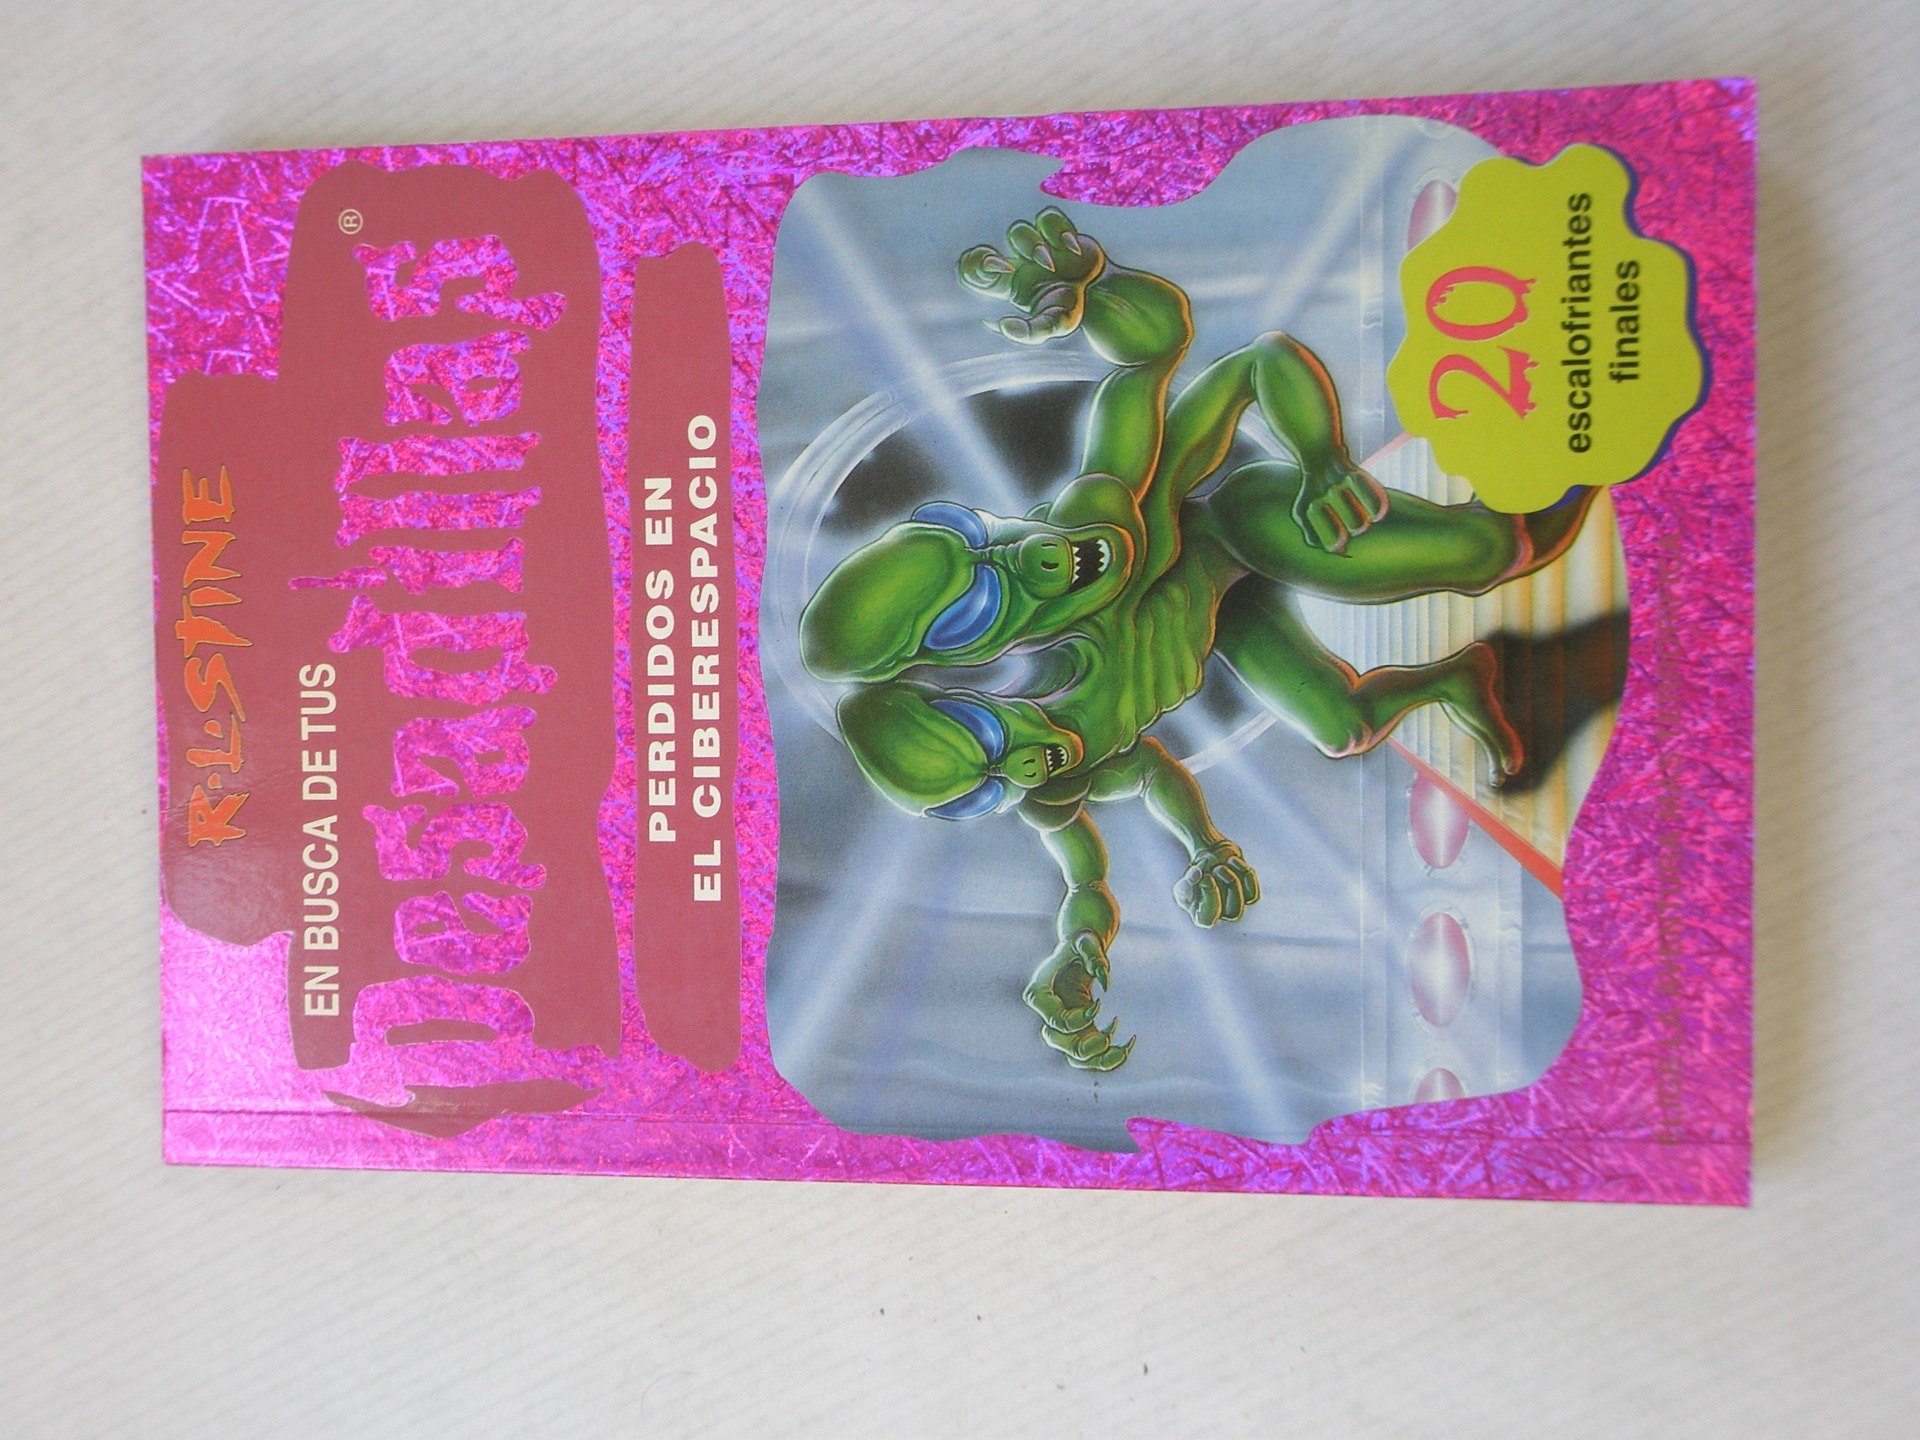 R.L. STINE
EN BUSCA DE TUS
pesadillas®
PERDIDOS EN
EL CIBERESPACIO
20
escalofriantes
finales